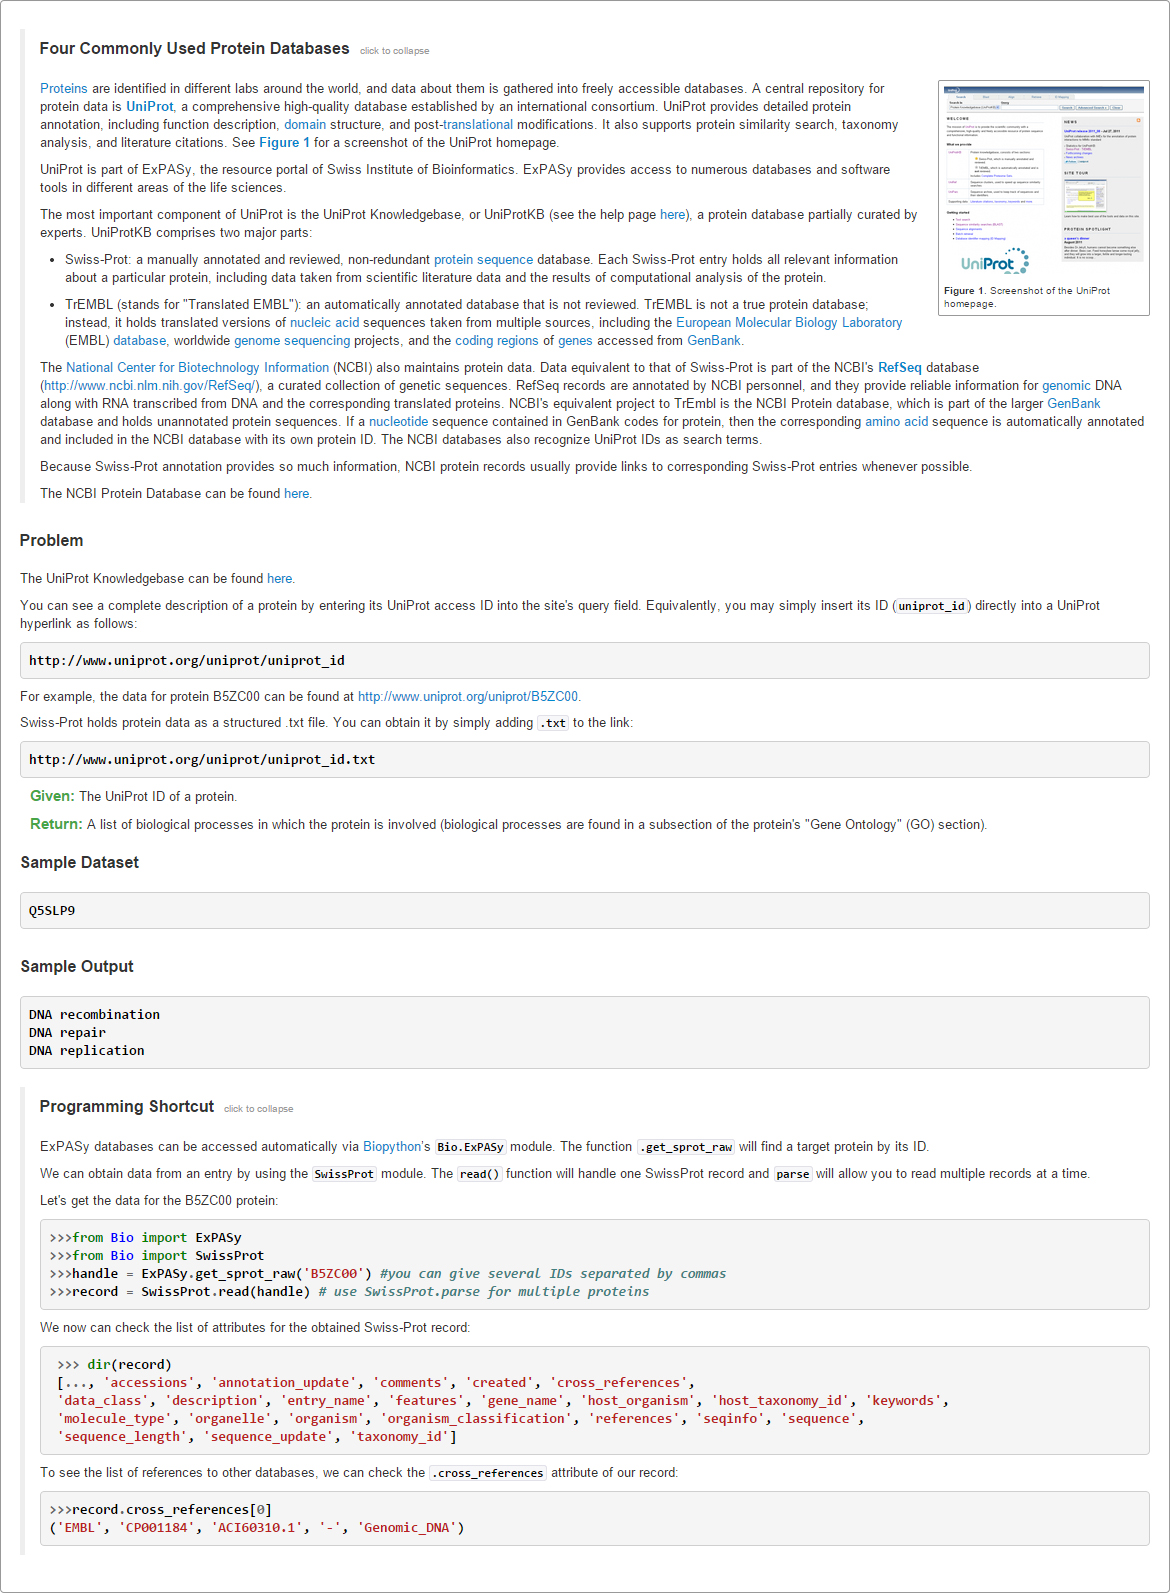 Four Commonly Used Protein Databases click to collapse
Proteins are identified in different labs around the world, and data about them is gathered into freely accessible databases. A central repository for
protein data is UniProt, a comprehensive high-quality database established by an international consortium. UniProt provides detailed protein
annotation, including function description, domain structure, and post-translational modifications. It also supports protein similarity search, taxonomy
analysis, and literature citations. See Figure 1 for a screenshot of the UniProt homepage.
UniProt is part of ExPASy, the resource portal of Swiss Institute of Bioinformatics. ExPASy provides access to numerous databases and software
tools in different areas of the life sciences.
The most important component of UniProt is the UniProt Knowledgebase, or UniProtKB (see the help page here), a protein database partially curated by
experts. UniProtKB comprises two major parts:
• Swiss-Prot: a manually annotated and reviewed, non-redundant protein sequence database. Each Swiss-Prot entry holds all relevant information
about a particular protein, including data taken from scientific literature data and the results of computational analysis of the protein.
• TrEMBL (stands for "Translated EMBL"): an automatically annotated database that is not reviewed. TrEMBL is not a true protein database;
instead, it holds translated versions of nucleic acid sequences taken from multiple sources, including the European Molecular Biology Laboratory
(EMBL) database, worldwide genome sequencing projects, and the coding regions of genes accessed from GenBank.
WELCOME
NEWS
SITE TOUR
PROTEIN SPOTLIGHT
UniProt
Figure 1. Screenshot of the UniProt
homepage.
The National Center for Biotechnology Information (NCBI) also maintains protein data. Data equivalent to that of Swiss-Prot is part of the NCBI's RefSeq database
(http://www.ncbi.nlm.nih.gov/RefSeq/), a curated collection of genetic sequences. RefSeq records are annotated by NCBI personnel, and they provide reliable information for genomic DNA
along with RNA transcribed from DNA and the corresponding translated proteins. NCBI's equivalent project to TrEmbl is the NCBI Protein database, which is part of the larger GenBank
database and holds unannotated protein sequences. If a nucleotide sequence contained in GenBank codes for protein, then the corresponding amino acid sequence is automatically annotated
and included in the NCBI database with its own protein ID. The NCBI databases also recognize UniProt IDs as search terms.
Because Swiss-Prot annotation provides so much information, NCBI protein records usually provide links to corresponding Swiss-Prot entries whenever possible.
The NCBI Protein Database can be found here.
Problem
The UniProt Knowledgebase can be found here.
You can see a complete description of a protein by entering its UniProt access ID into the site's query field. Equivalently, you may simply insert its ID (uniprot_id) directly into a UniProt
hyperlink as follows:
http://www.uniprot.org/uniprot/uniprot_id
For example, the data for protein B5ZC00 can be found at http://www.uniprot.org/uniprot/B5ZC00.
Swiss-Prot holds protein data as a structured .txt file. You can obtain it by simply adding .txt to the link:
http://www.uniprot.org/uniprot/uniprot_id.txt
Given: The UniProt ID of a protein.
Return: A list of biological processes in which the protein is involved (biological processes are found in a subsection of the protein's "Gene Ontology" (GO) section).
Sample Dataset
Q5SLP9
Sample Output
DNA recombination
DNA repair
DNA replication
Programming Shortcut click to collapse
ExPASy databases can be accessed automatically via Biopython's Bio.ExPASy module. The function .get_sprot_raw will find a target protein by its ID.
We can obtain data from an entry by using the SwissProt module. The read() function will handle one SwissProt record and parse will allow you to read multiple records at a time.
Let's get the data for the B5ZC00 protein:
>>>from Bio import ExPASy
>>>from Bio import SwissProt
>>>handle = ExPASy.get_sprot_raw('B5ZC00') #you can give several IDs separated by commas
>>>record = SwissProt.read(handle) # use SwissProt.parse for multiple proteins
We now can check the list of attributes for the obtained Swiss-Prot record:
>>> dir(record)
[..., 'accessions', 'annotation_update', 'comments', 'created', 'cross_references',
'data_class', 'description', 'entry_name', 'features', 'gene_name', 'host_organism', 'host_taxonomy_id', 'keywords',
'molecule_type', 'organelle', 'organism', 'organism_classification', 'references', 'seqinfo', 'sequence',
'sequence_length', 'sequence_update', 'taxonomy_id']
To see the list of references to other databases, we can check the .cross_references attribute of our record:
>>>record.cross_references[0]
('EMBL', 'CP001184', 'ACI60310.1', '-', 'Genomic_DNA')